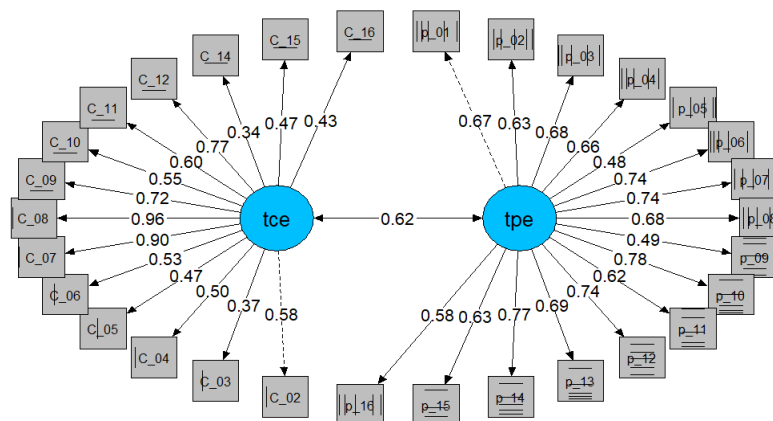 C_16
p_01
C_15
p_02
C_14
p_03
C_12
p_04
C_11
p_05
C_10
p_06
C_09
p_07
C_08
p_08
C_07
p_09
C_06
p_10
C_05
p_11
C_04
p_12
C_03
p_13
C_02
p_14
p_16
p_15
tce
tpe
0.77
0.34
0.47
0.43
0.67
0.63
0.68
0.66
0.60
0.48
0.55
0.74
0.72
0.74
0.96
0.62
0.68
0.90
0.49
0.53
0.78
0.47
0.62
0.50
0.37
0.58
0.58
0.63
0.77
0.69
0.74